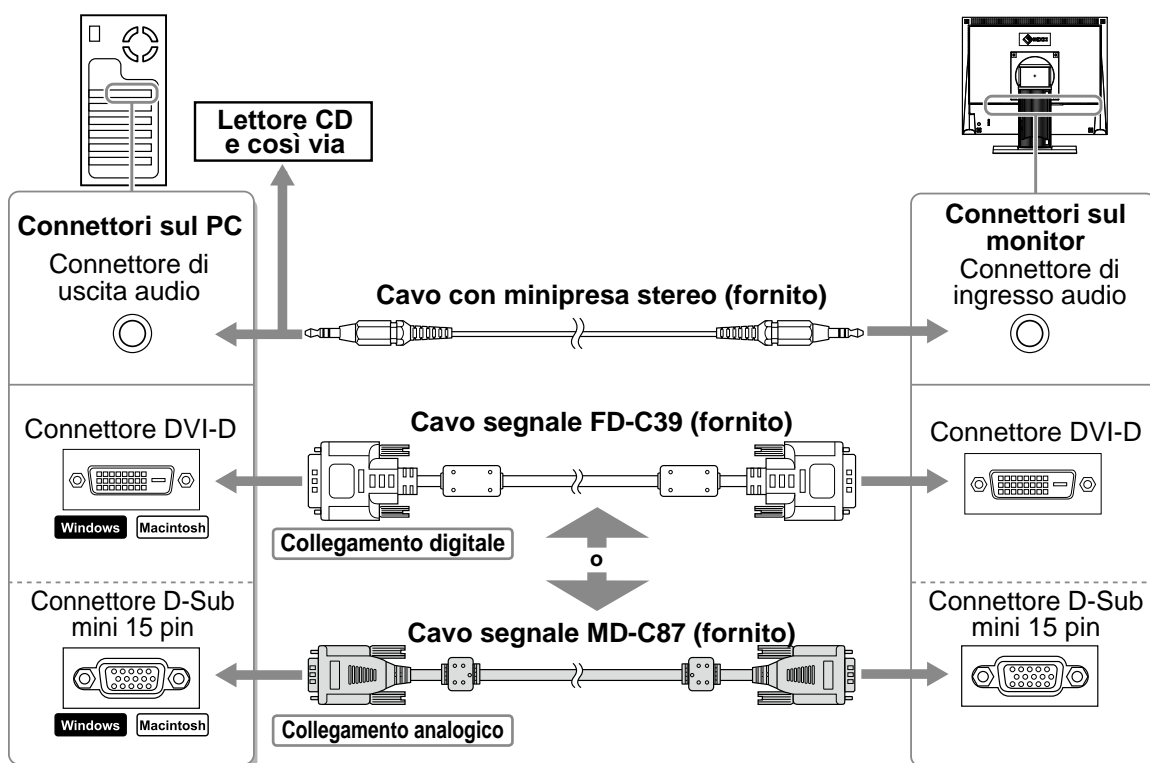 Lettore CD
e così via
Connettori sul PC
Connettore di
uscita audio
Cavo con minipresa stereo (fornito)
Connettori sul
monitor
Connettore di
ingresso audio
Connettore DVI-D
Windows Macintosh
Cavo segnale FD-C39 (fornito)
Collegamento digitale
Connettore DVI-D
o
Connettore D-Sub
mini 15 pin
Windows Macintosh
Cavo segnale MD-C87 (fornito)
Collegamento analogico
Connettore D-Sub
mini 15 pin